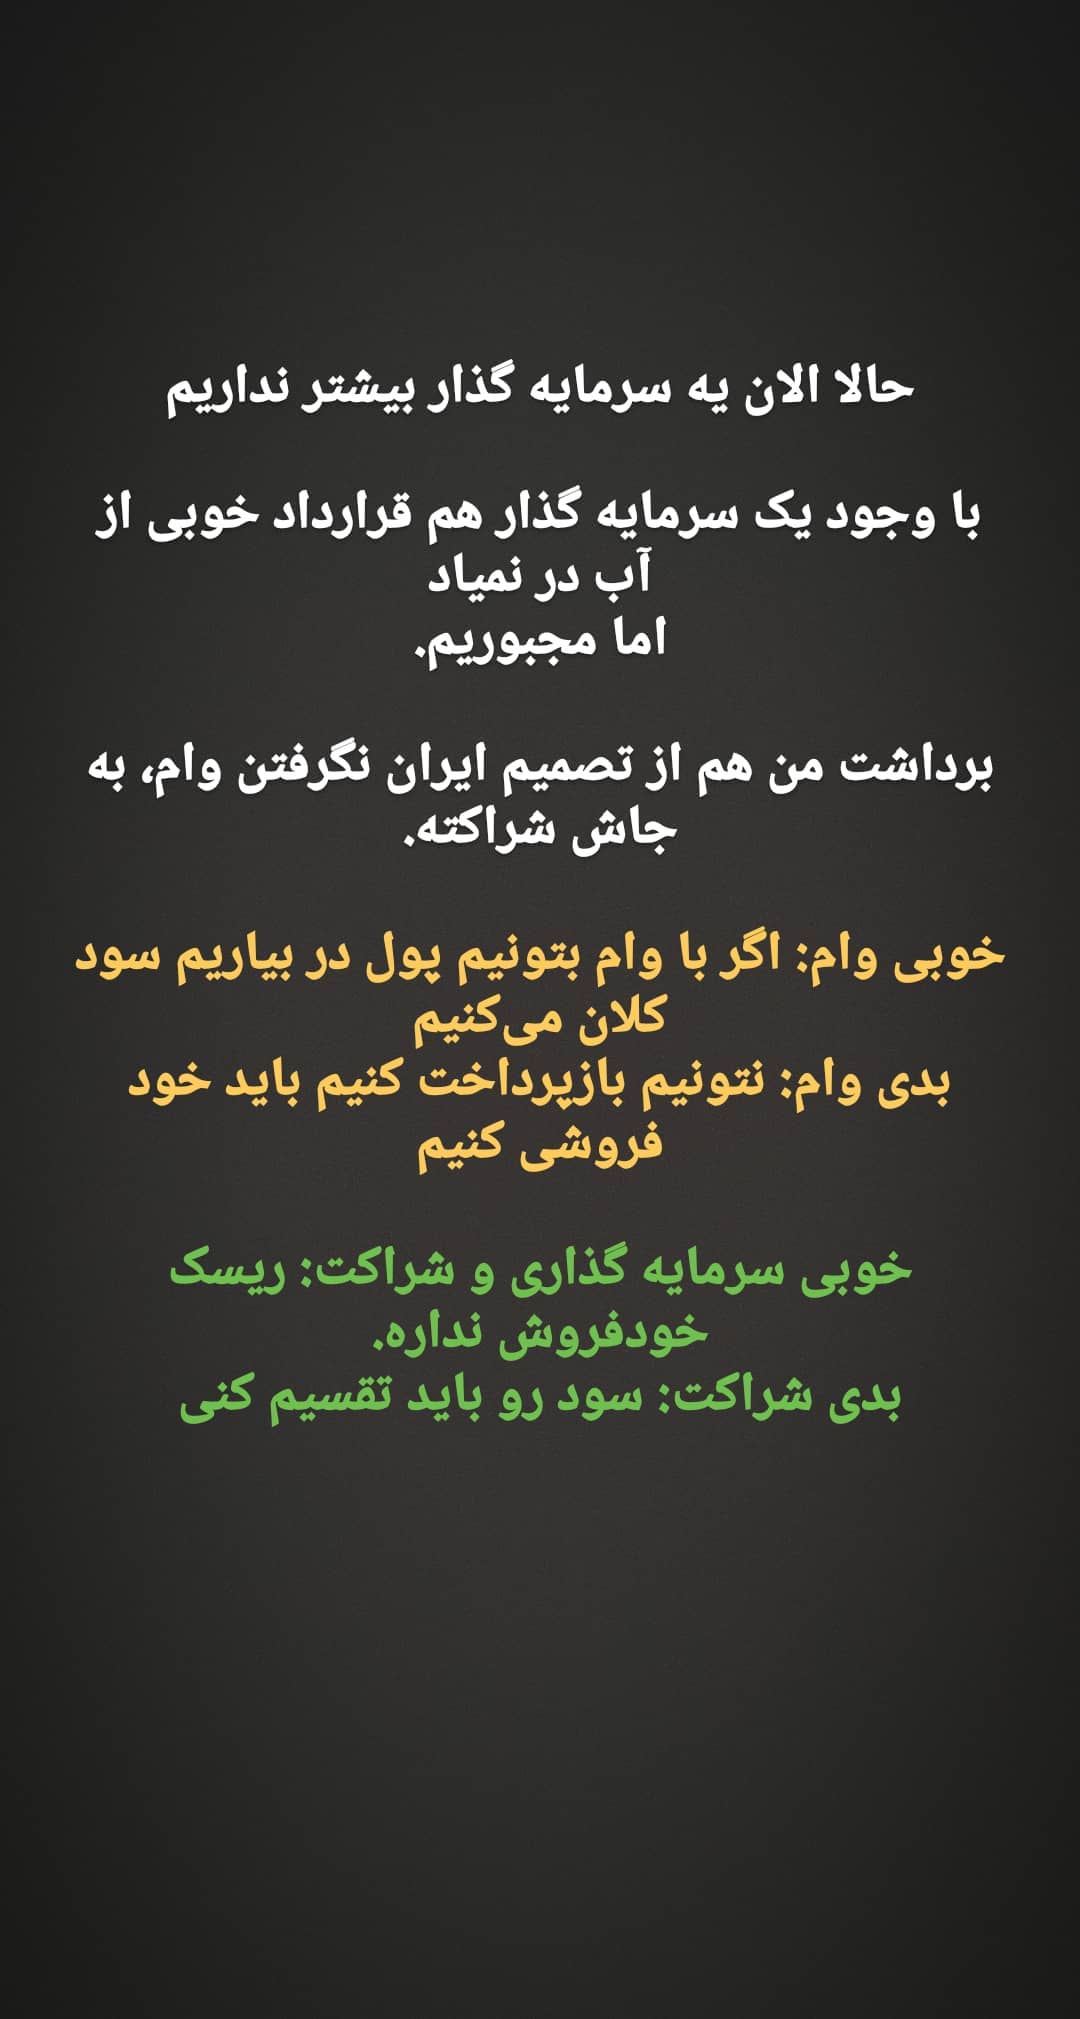 حالا الان یه سرمایه گذار بیشتر نداریم
با وجود یک سرمایه گذار هم قرارداد خوبی از
آب در نمیاد
اما مجبوریم.
برداشت من هم از تصمیم ایران نگرفتن وام، به
جاش شراکته.
خوبی وام: اگر با وام بتونیم پول در بیاریم سود
کلان می‌کنیم
بدی وام: نتونیم بازپرداخت کنیم باید خود
فروشی کنیم
خوبی سرمایه گذاری و شراکت: ریسک
خودفروش نداره.
بدی شراکت: سود رو باید تقسیم کنی